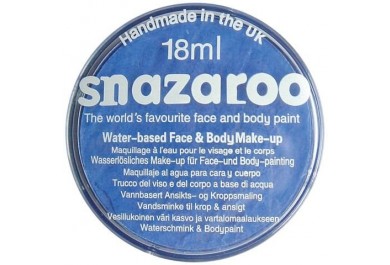 Handmade in the UK
18ml
snazaroo
The world's favourite face and body paint
Water-based Face & Body Make-up
Maquillage à l'eau pour le visage et le corps
Wasserlösliches Make-up für Face-und Body-painting
Maquillaje al agua para cara y cuerpo
Trucco del viso e del corpo a base di acqua
Vannbasert Ansikts- og Kroppsmaling
Vandsminke til krop & ansigt
Vesiliukoinen väri kasvo ja vartalomaalaukseen
Waterschmink & Bodypaint